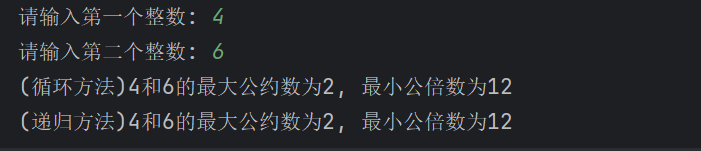 请输入第一个整数: 4
请输入第二个整数: 6
(循环方法)4和6的最大公约数为2, 最小公倍数为12
(递归方法)4和6的最大公约数为2, 最小公倍数为12